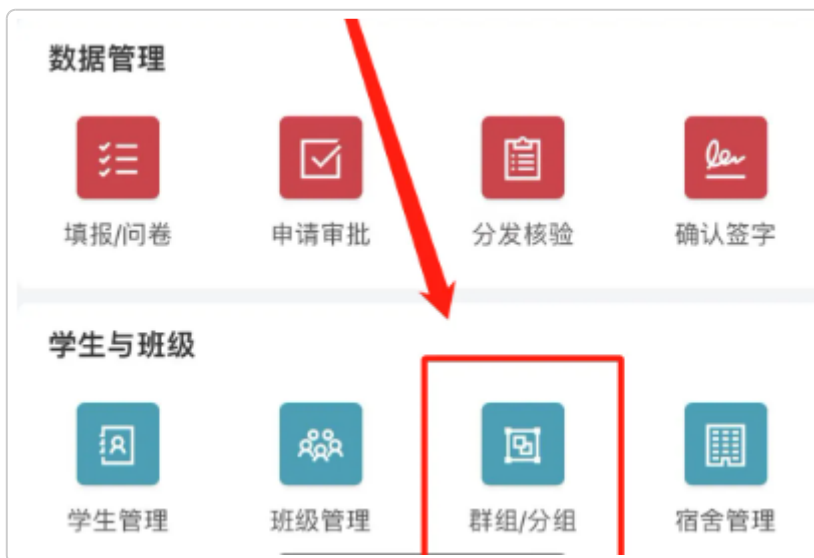 数据管理
填报/问卷 申请审批 分发核验 确认签字
学生与班级
学生管理 班级管理 群组/分组 宿舍管理